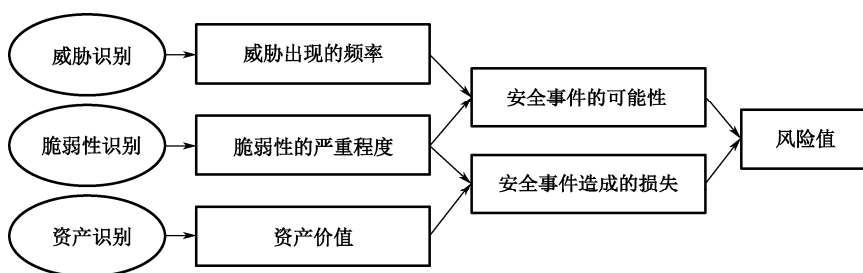 威胁识别
威胁出现的频率
安全事件的可能性
脆弱性识别
脆弱性的严重程度
风险值
安全事件造成的损失
资产识别
资产价值